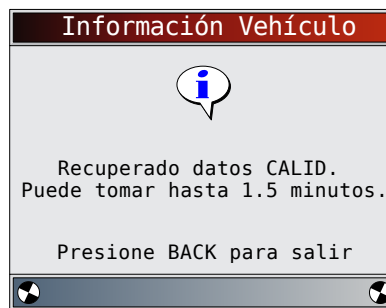 Información Vehículo
i
Recuperado datos CALID.
Puede tomar hasta 1.5 minutos.
Presione BACK para salir